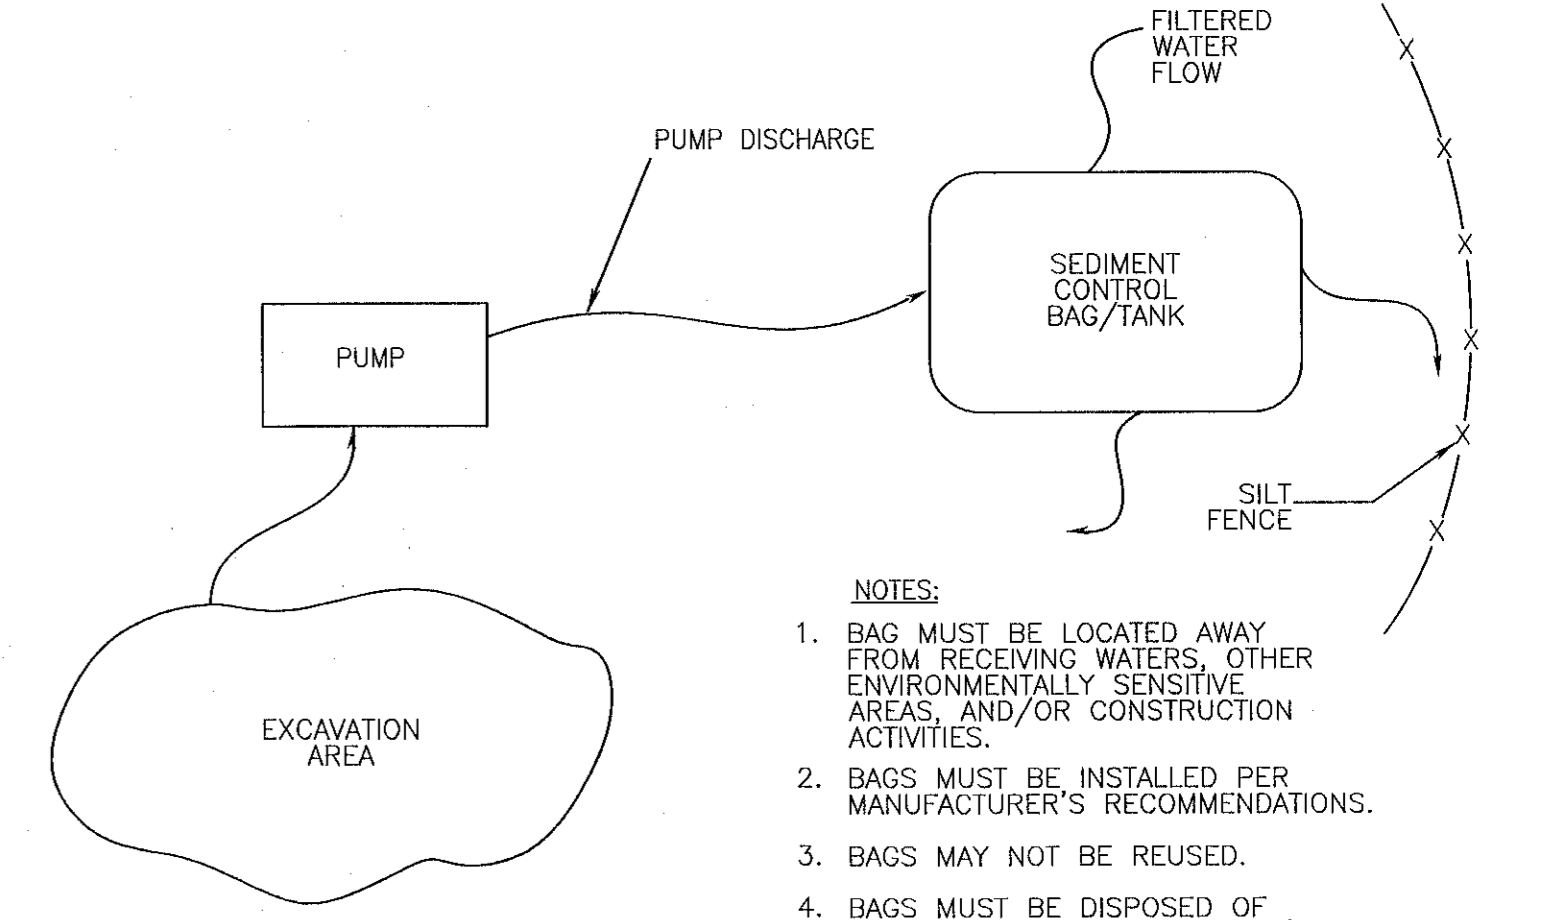 FILTERED
WATER
FLOW
PUMP DISCHARGE
SEDIMENT
CONTROL
BAG/TANK
PUMP
SILT
FENCE
EXCAVATION
AREA
NOTES:
1. BAG MUST BE LOCATED AWAY
FROM RECEIVING WATERS, OTHER
ENVIRONMENTALLY SENSITIVE
AREAS, AND/OR CONSTRUCTION
ACTIVITIES.
2. BAGS MUST BE INSTALLED PER
MANUFACTURER'S RECOMMENDATIONS.
3. BAGS MAY NOT BE REUSED.
4. BAGS MUST BE DISPOSED OF
X
X
X
X
X
X